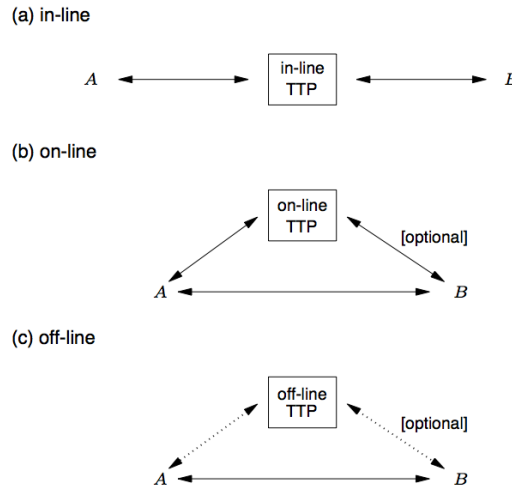 (a) in-line
A
in-line
TTP
B
(b) on-line
on-line
TTP
[optional]
A
B
(c) off-line
off-line
TTP
[optional]
A
B